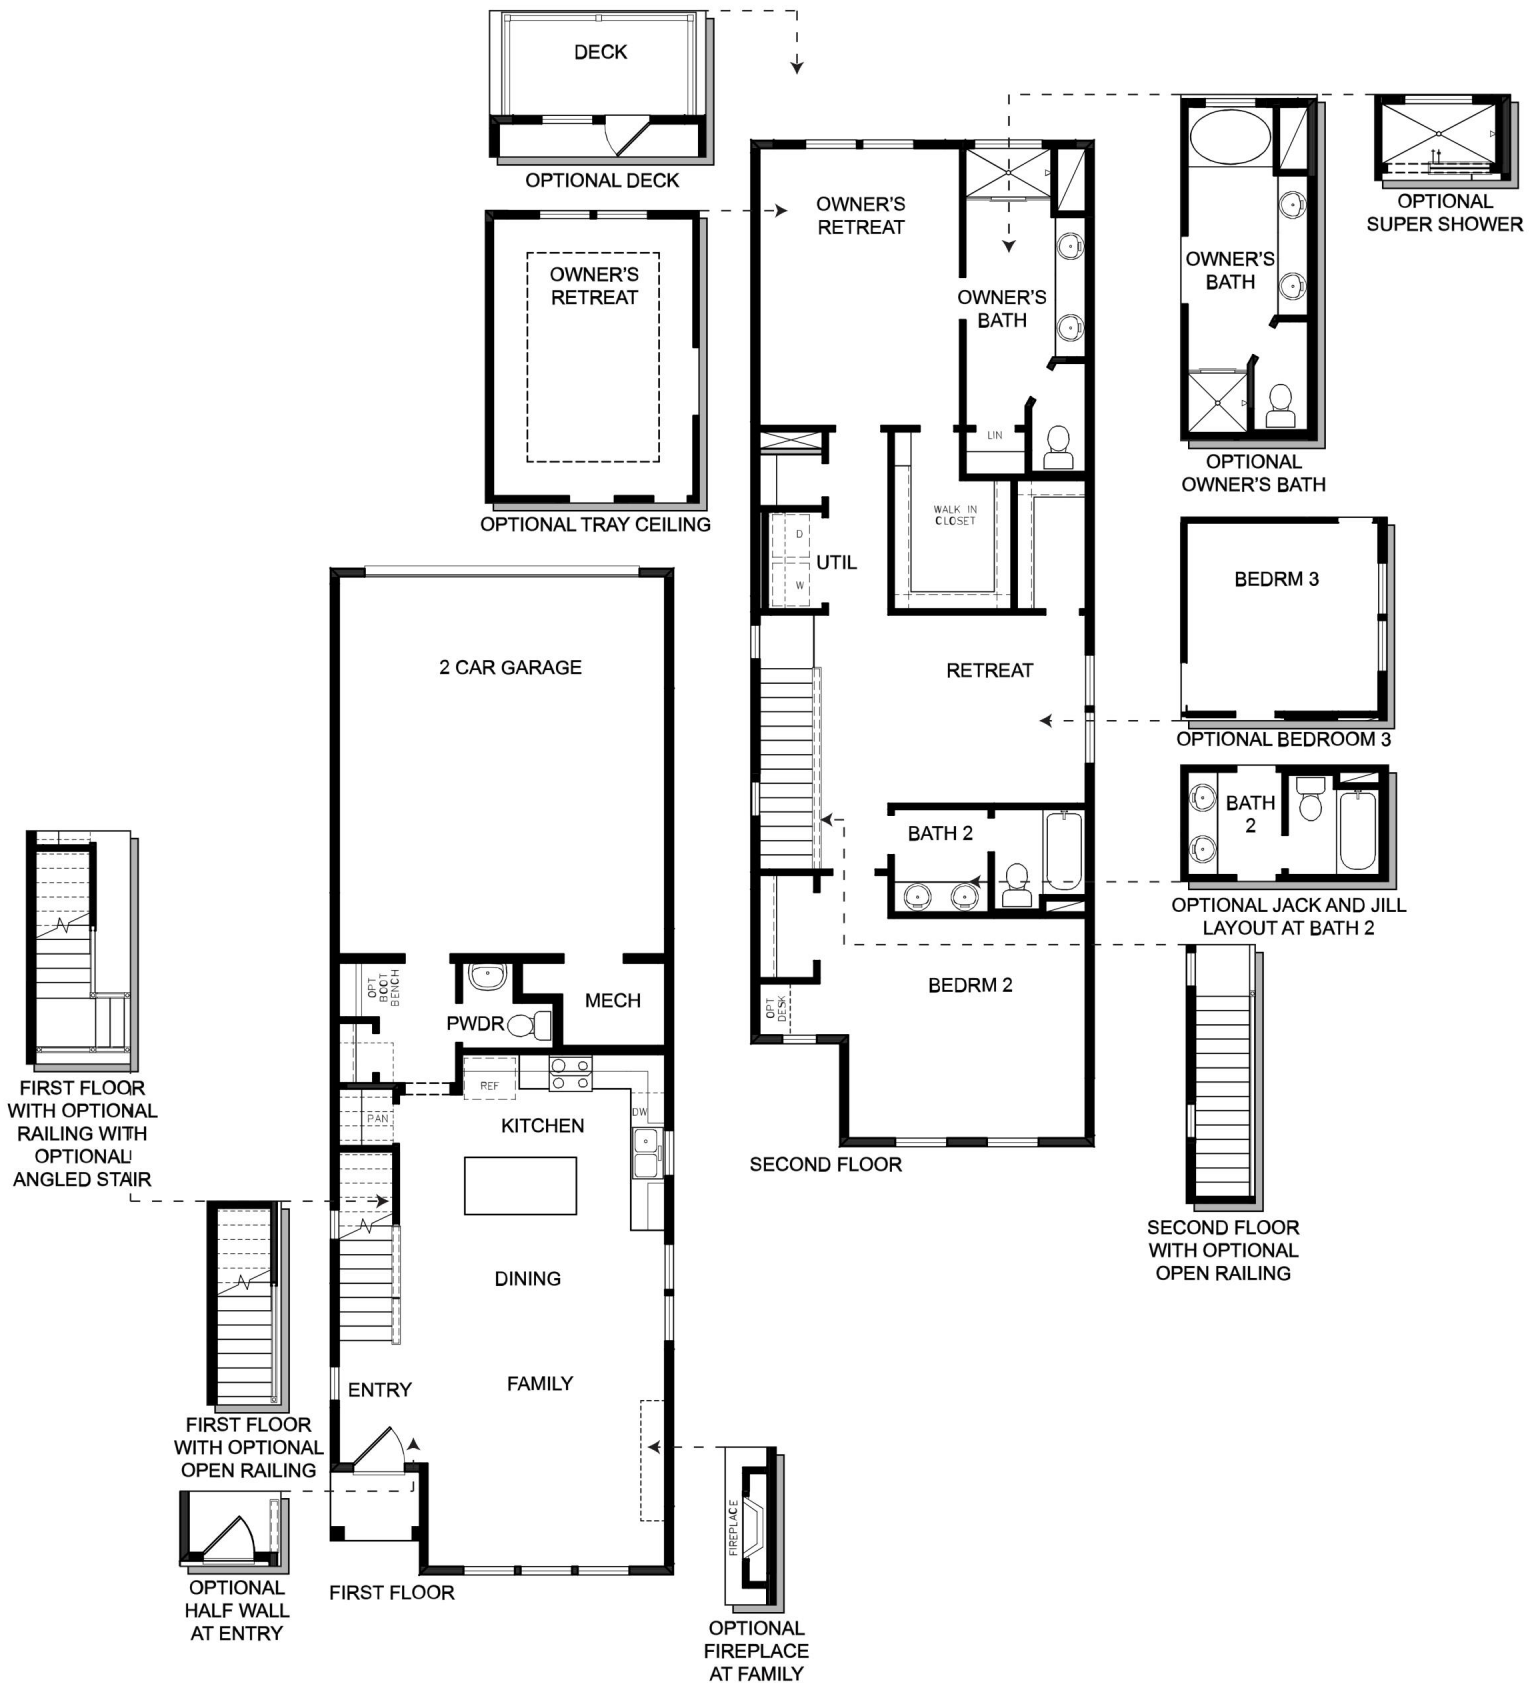 DECK
OPTIONAL DECK
OWNER'S
RETREAT
OPTIONAL TRAY CEILING
OWNER'S
RETREAT
OWNER'S
BATH
LIN
WALK IN
CLOSET
D
W
UTIL
RETREAT
BATH 2
BEDRM 2
OPT
DESK
SECOND FLOOR
OPTIONAL
SUPER SHOWER
OWNER'S
BATH
OPTIONAL
OWNER'S BATH
BEDRM 3
OPTIONAL BEDROOM 3
BATH
2
OPTIONAL JACK AND JILL
LAYOUT AT BATH 2
SECOND FLOOR
WITH OPTIONAL
OPEN RAILING
2 CAR GARAGE
OPT
BOOT
BENCH
PWDR
MECH
REF
PAN
KITCHEN
DW
DINING
ENTRY
FAMILY
FIRST FLOOR
FIRST FLOOR
WITH OPTIONAL
RAILING WITH
OPTIONAL
ANGLED STAIR
FIRST FLOOR
WITH OPTIONAL
OPEN RAILING
OPTIONAL
HALF WALL
AT ENTRY
FIREPLACE
OPTIONAL
FIREPLACE
AT FAMILY